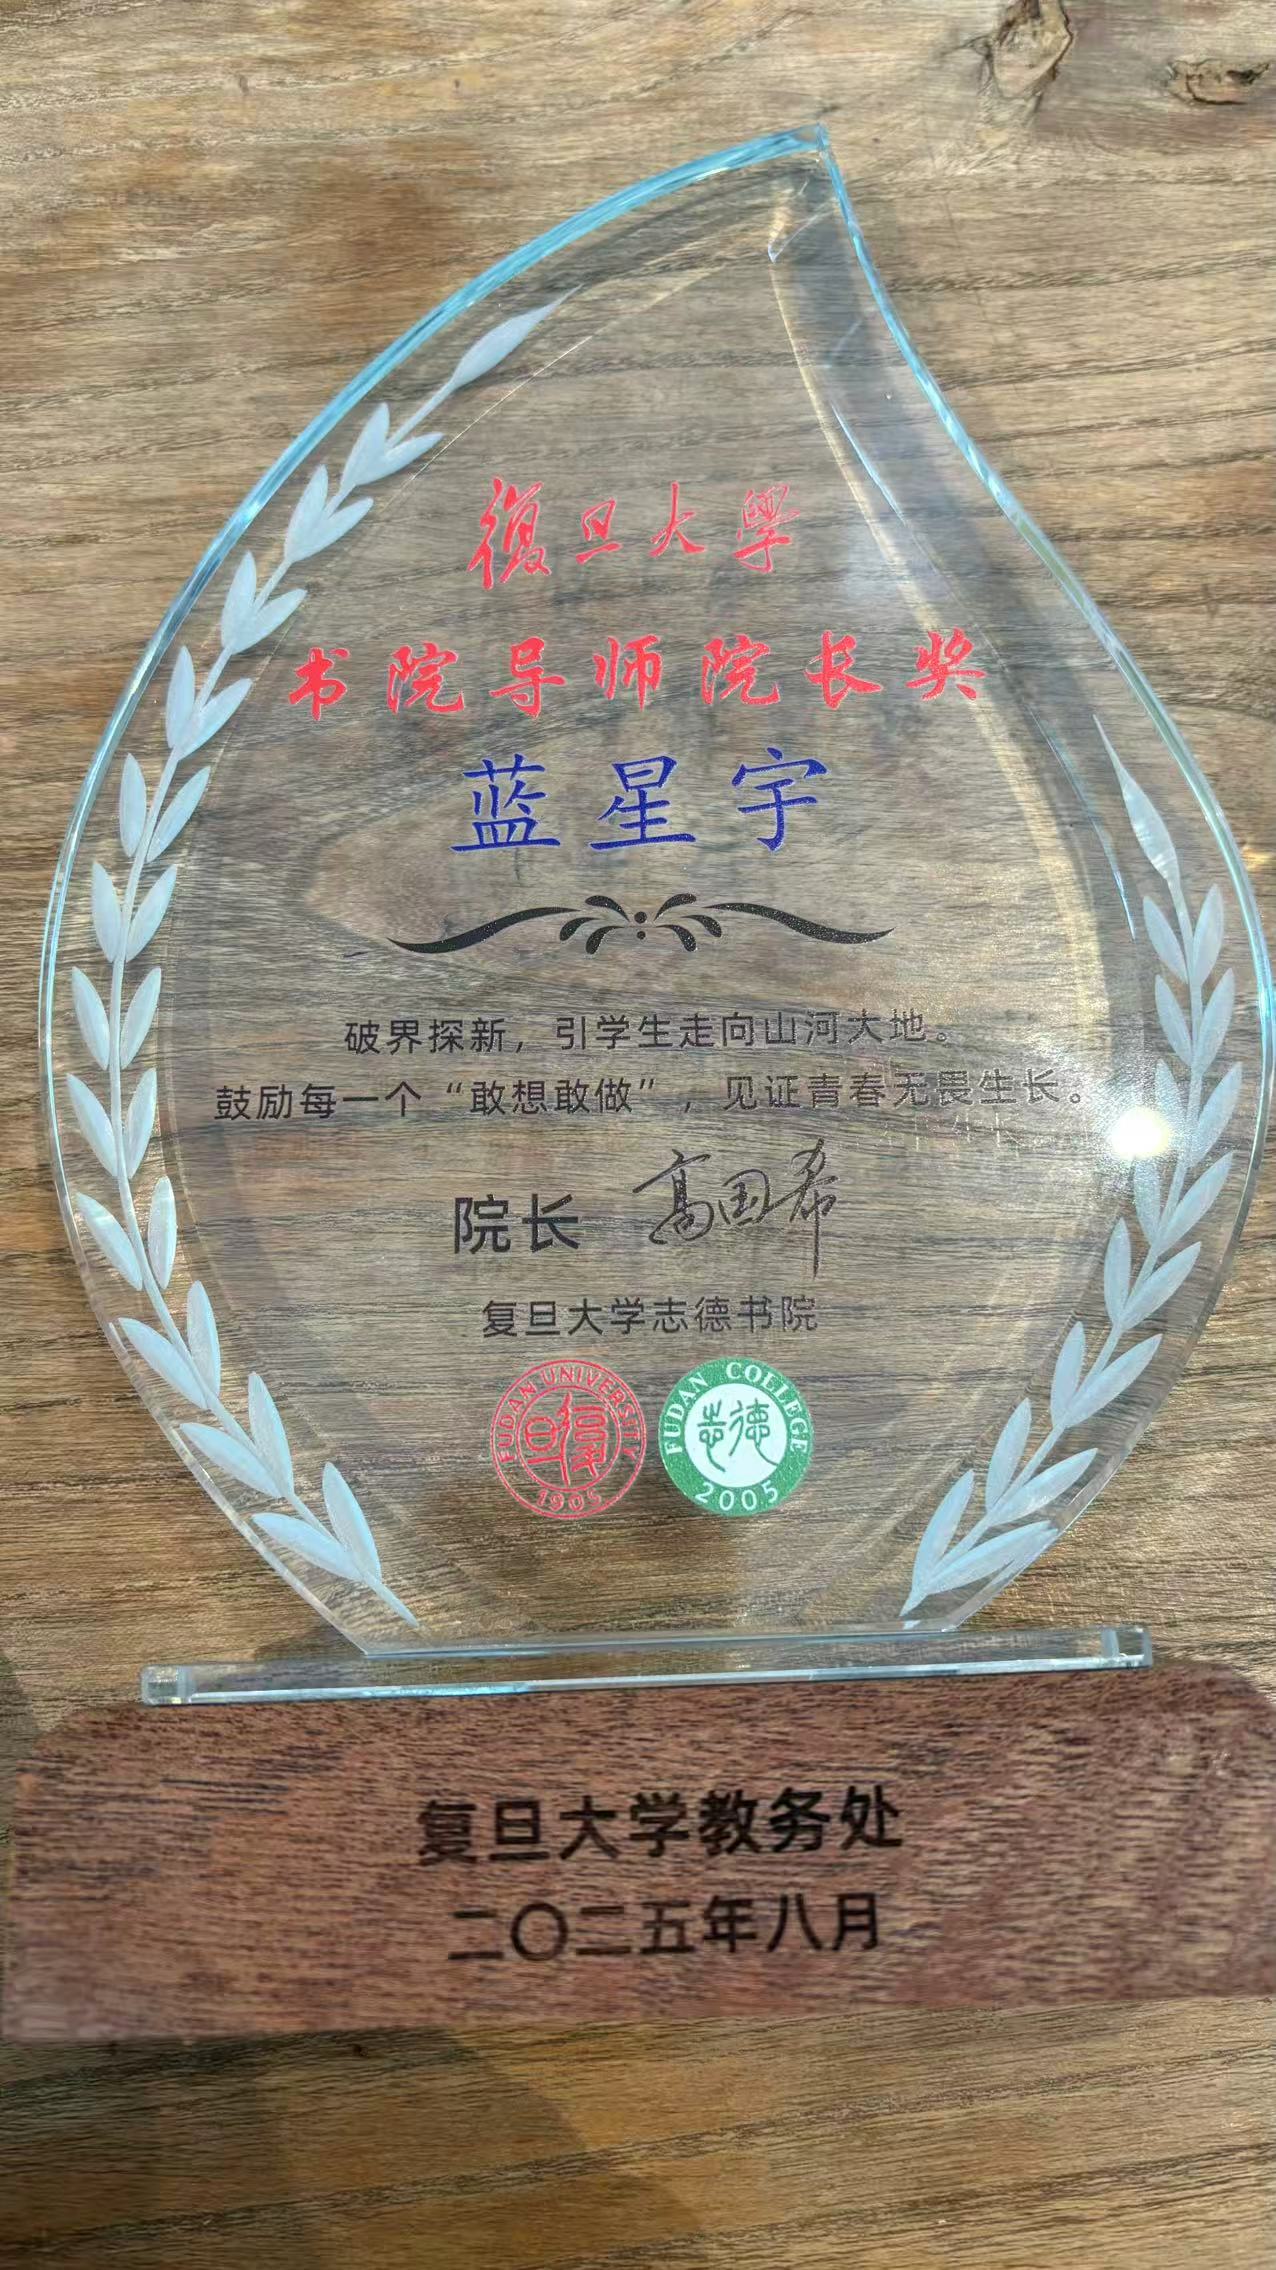 復旦大學
书院导师院长奖
蓝星宇
破界探新，引学生走向山河大地。
鼓励每一个“敢想敢做”，见证青春无畏生长。
院长 高国希
复旦大学志德书院
FUDAN UNIVERSITY
復旦
1905
FUDAN COLLEGE
志德
2005
复旦大学教务处
二〇二五年八月